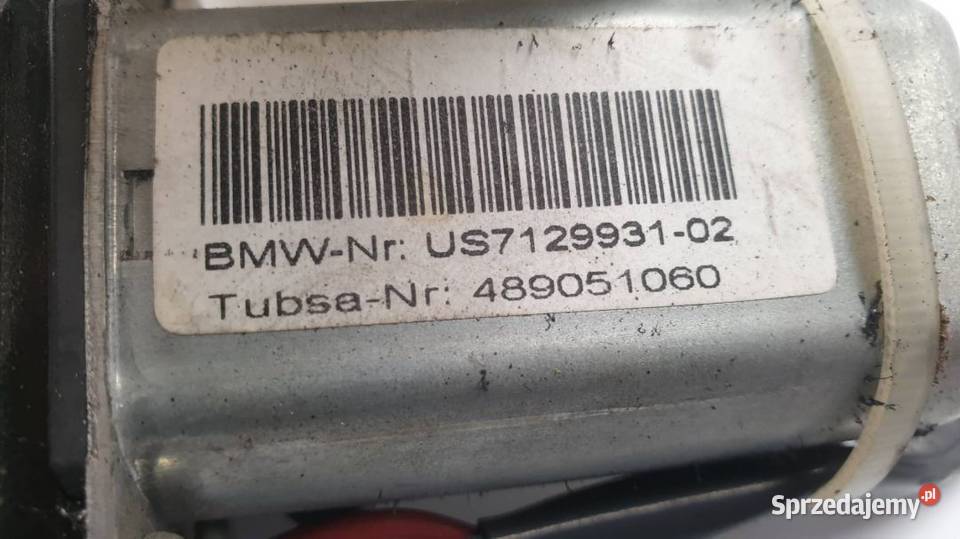 BMW-Nr: US7129931-02
Tubsa-Nr: 489051060
Sprzedajemy.pl